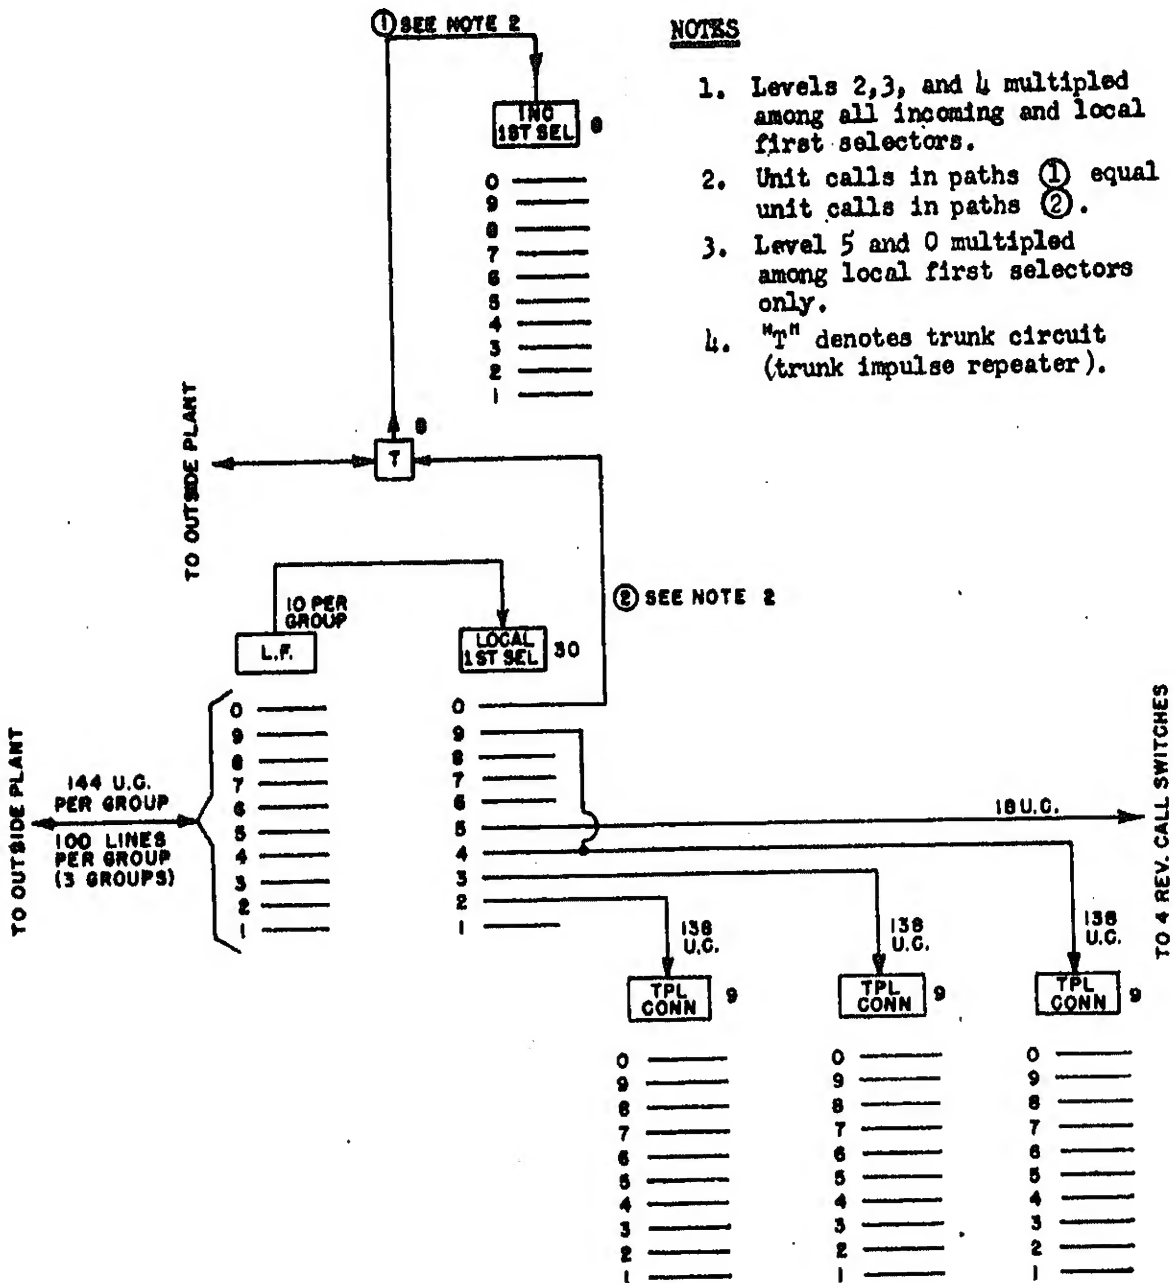 ① SEE NOTE 2
INC
1ST SEL 8
0
9
8
7
6
5
4
3
2
1
NOTES
1. Levels 2,3, and 4 multipled
among all incoming and local
first selectors.
2. Unit calls in paths ① equal
unit calls in paths ②.
3. Level 5 and 0 multipled
among local first selectors
only.
4. "T" denotes trunk circuit
(trunk impulse repeater).
TO OUTSIDE PLANT
T 8
② SEE NOTE 2
10 PER
GROUP
L.F.
LOCAL
1ST SEL 30
TO OUTSIDE PLANT
144 U.C.
PER GROUP
100 LINES
PER GROUP
(3 GROUPS)
0
9
8
7
6
5
4
3
2
1
0
9
8
7
6
5
4
3
2
1
18 U.C.
TO 4 REV. CALL SWITCHES
138
U.C.
138
U.C.
138
U.C.
TPL
CONN 9
TPL
CONN 9
TPL
CONN 9
0
9
8
7
6
5
4
3
2
1
0
9
8
7
6
5
4
3
2
1
0
9
8
7
6
5
4
3
2
1